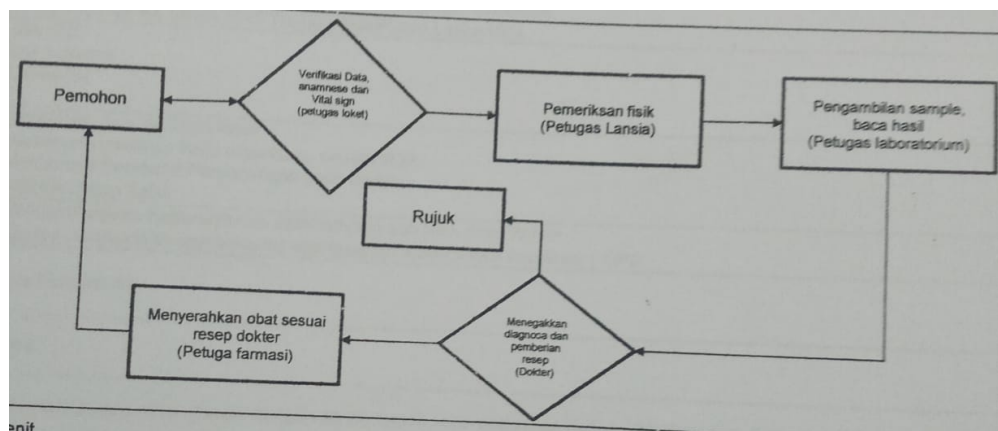 Pemohon
Verifikasi Data,
anamnese dan
Vital sign
(petugas loket)
Pemeriksan fisik
(Petugas Lansia)
Pengambilan sample,
baca hasil
(Petugas laboratorium)
Rujuk
Menyerahkan obat sesuai
resep dokter
(Petuga farmasi)
Menegakkan
diagnosa dan
pemberian
resep
(Dokter)